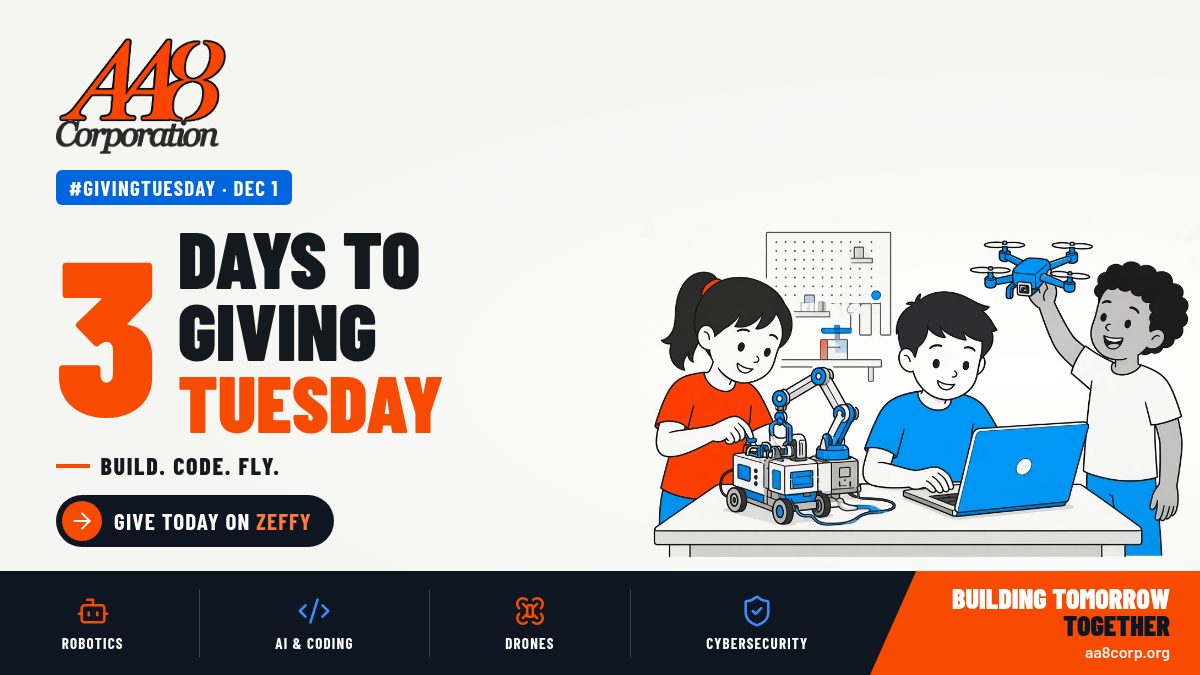 AA8
Corporation
#GIVINGTUESDAY · DEC 1
3
DAYS TO
GIVING
TUESDAY
BUILD. CODE. FLY.
GIVE TODAY ON ZEFFY
ROBOTICS
AI & CODING
DRONES
CYBERSECURITY
BUILDING TOMORROW
TOGETHER
aa8corp.org